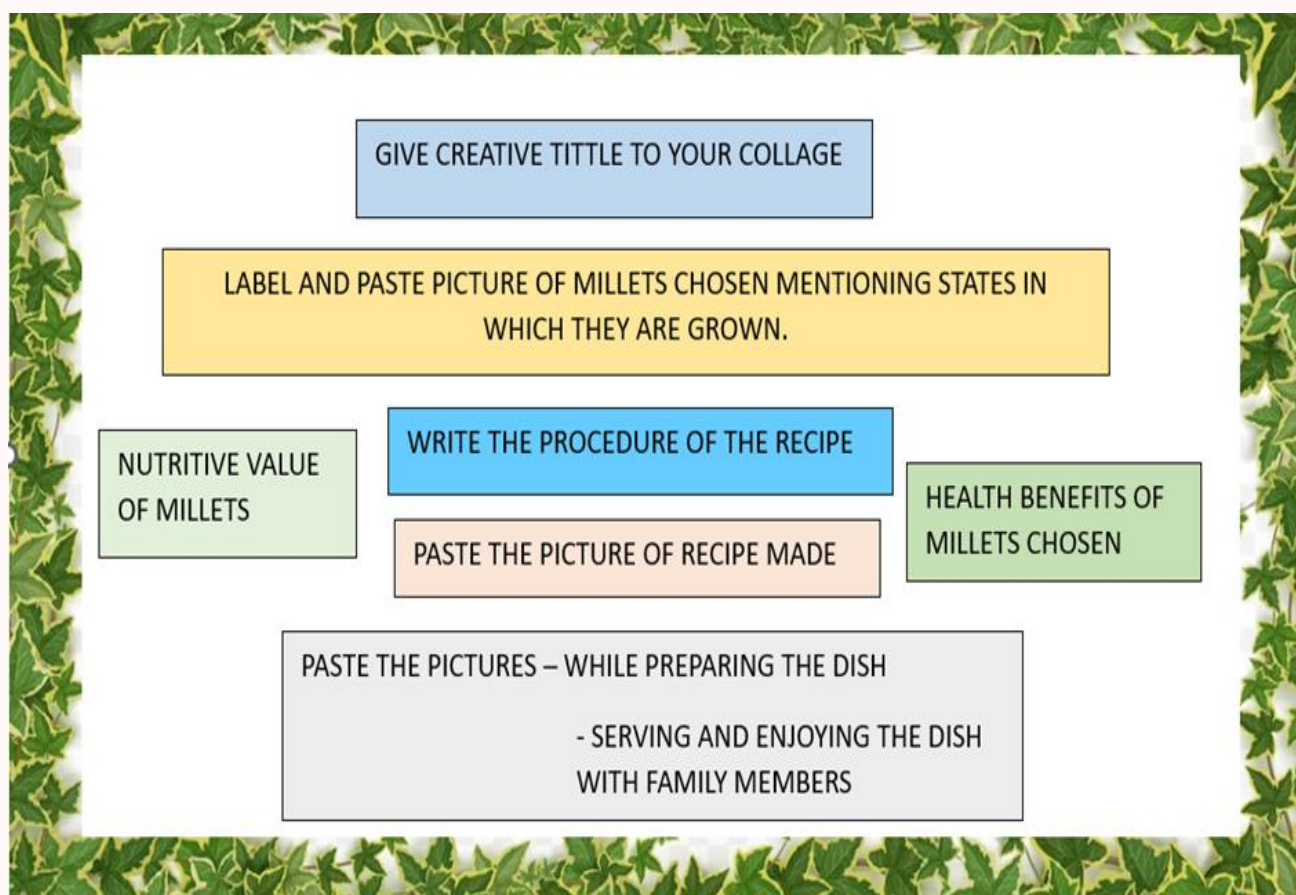 GIVE CREATIVE TITTLE TO YOUR COLLAGE
LABEL AND PASTE PICTURE OF MILLETS CHOSEN MENTIONING STATES IN
WHICH THEY ARE GROWN.
NUTRITIVE VALUE
OF MILLETS
WRITE THE PROCEDURE OF THE RECIPE
PASTE THE PICTURE OF RECIPE MADE
HEALTH BENEFITS OF
MILLETS CHOSEN
PASTE THE PICTURES – WHILE PREPARING THE DISH
- SERVING AND ENJOYING THE DISH
WITH FAMILY MEMBERS